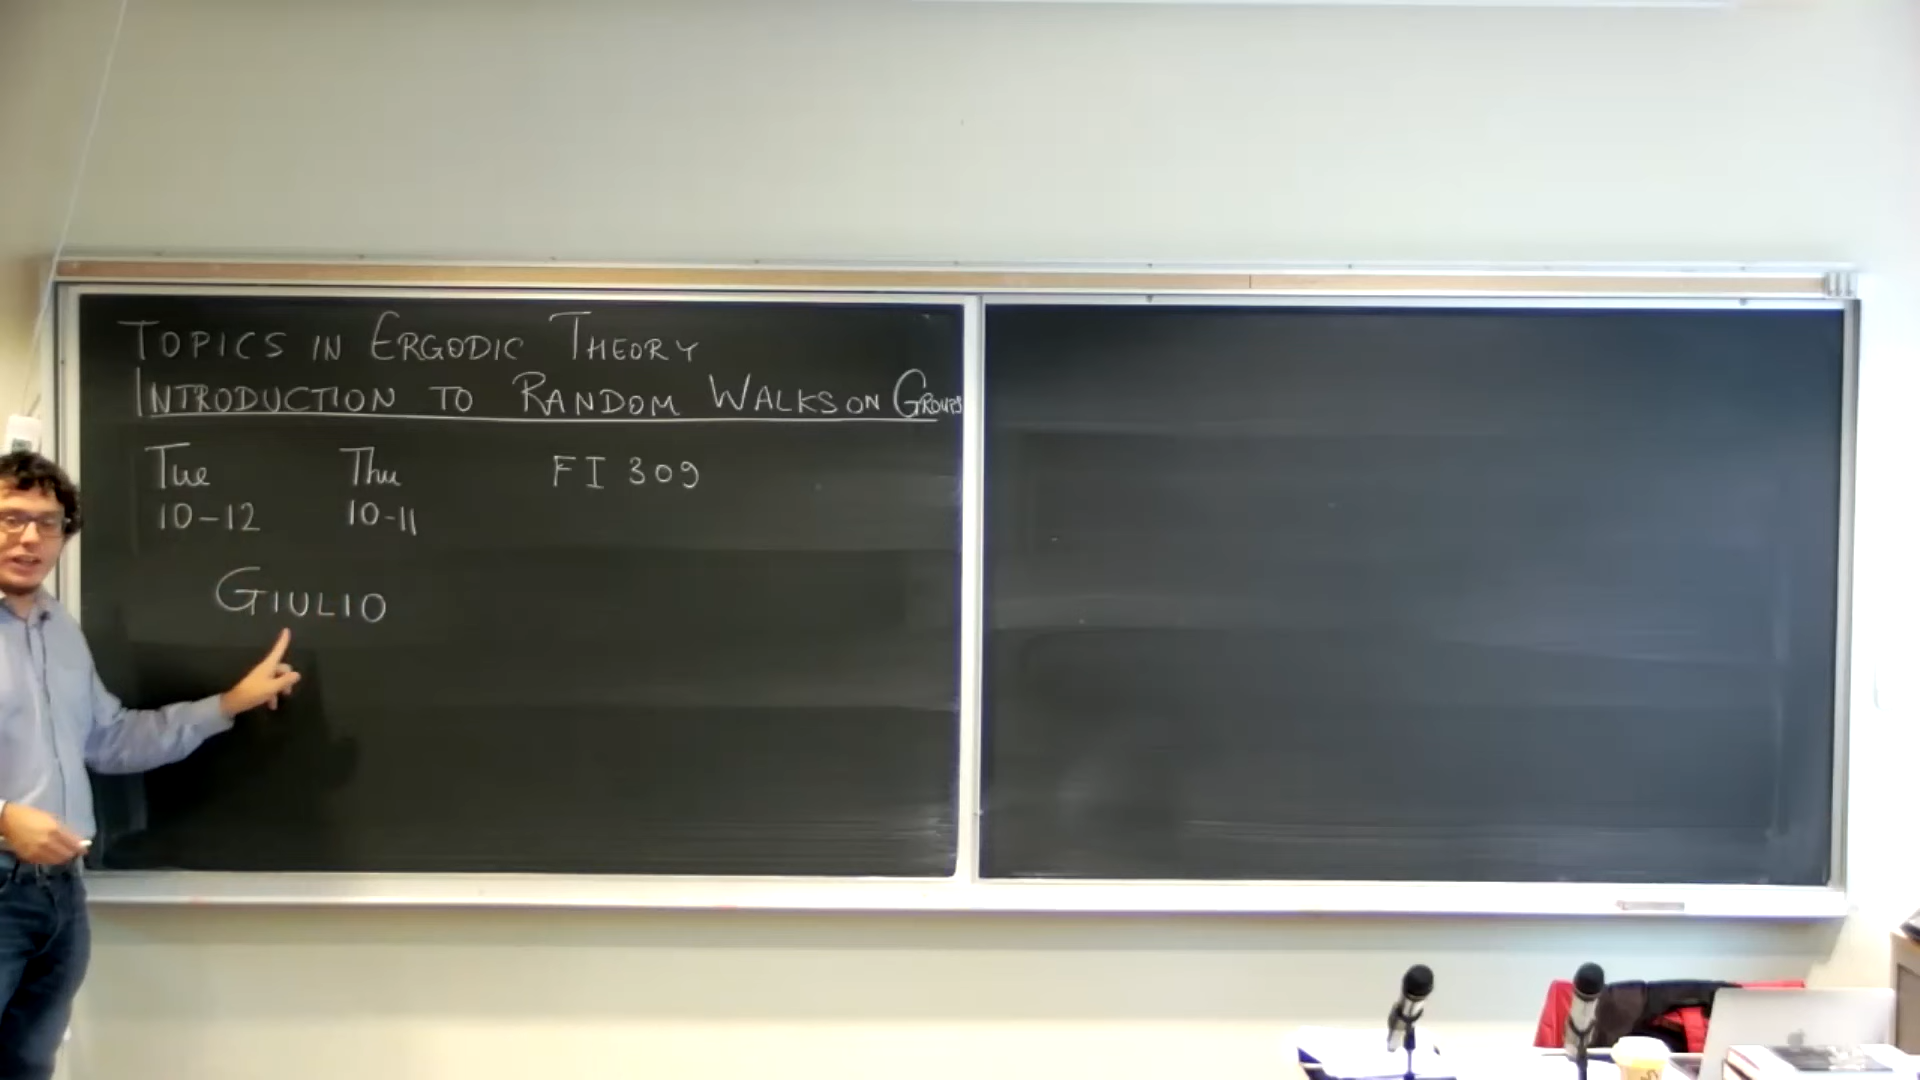 TOPICS IN ERGODIC THEORY
INTRODUCTION TO RANDOM WALKS ON GROUPS
Tue Thu FI 309
10-12 10-11
GIULIO